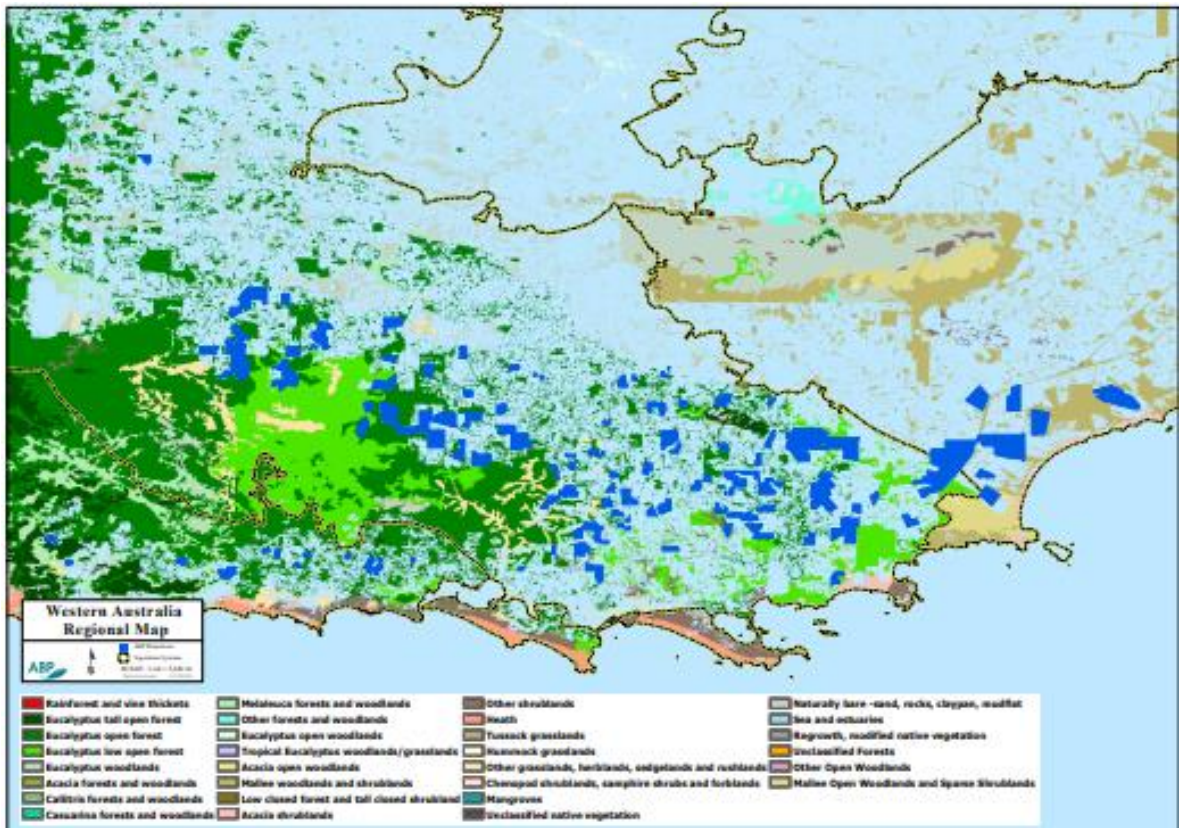 Western Australia
Regional Map
ABP
Rainforest and vine thickets
Eucalyptus tall open forest
Eucalyptus open forest
Eucalyptus low open forest
Eucalyptus woodlands
Acacia forests and woodlands
Callitris forests and woodlands
Casuarina forests and woodlands
Melaleuca forests and woodlands
Other forests and woodlands
Eucalyptus open woodlands
Tropical Eucalyptus woodlands/grasslands
Acacia open woodlands
Mallee woodlands and shrublands
Low closed forest and tall closed shrubland
Acacia shrublands
Other shrublands
Heath
Tussock grasslands
Hummock grasslands
Other grasslands, herblands, sedgelands and rushlands
Chenopod shrublands, samphire shrubs and forblands
Mangroves
Unclassified native vegetation
Naturally bare -sand, rocks, claypan, mudflat
Sea and estuaries
Regrowth, modified native vegetation
Unclassified Forests
Other Open Woodlands
Mallee Open Woodlands and Sparse Shrublands